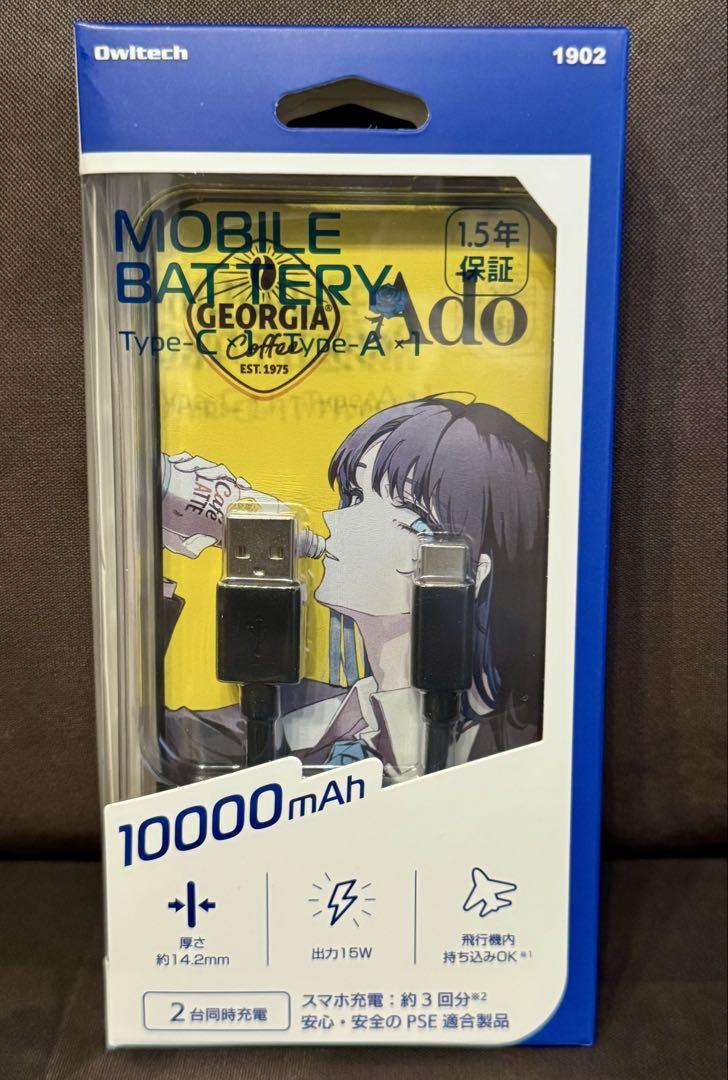 Owltech
1902
MOBILE
BATTERY
Type-C×1 Type-A×1
1.5年
保証
GEORGIA®
Coffee
EST. 1975
Ado
Café
LATTE
10000mAh
厚さ
約14.2mm
出力15W
飛行機内
持ち込みOK※1
2台同時充電
スマホ充電：約3回分※2
安心・安全のPSE適合製品